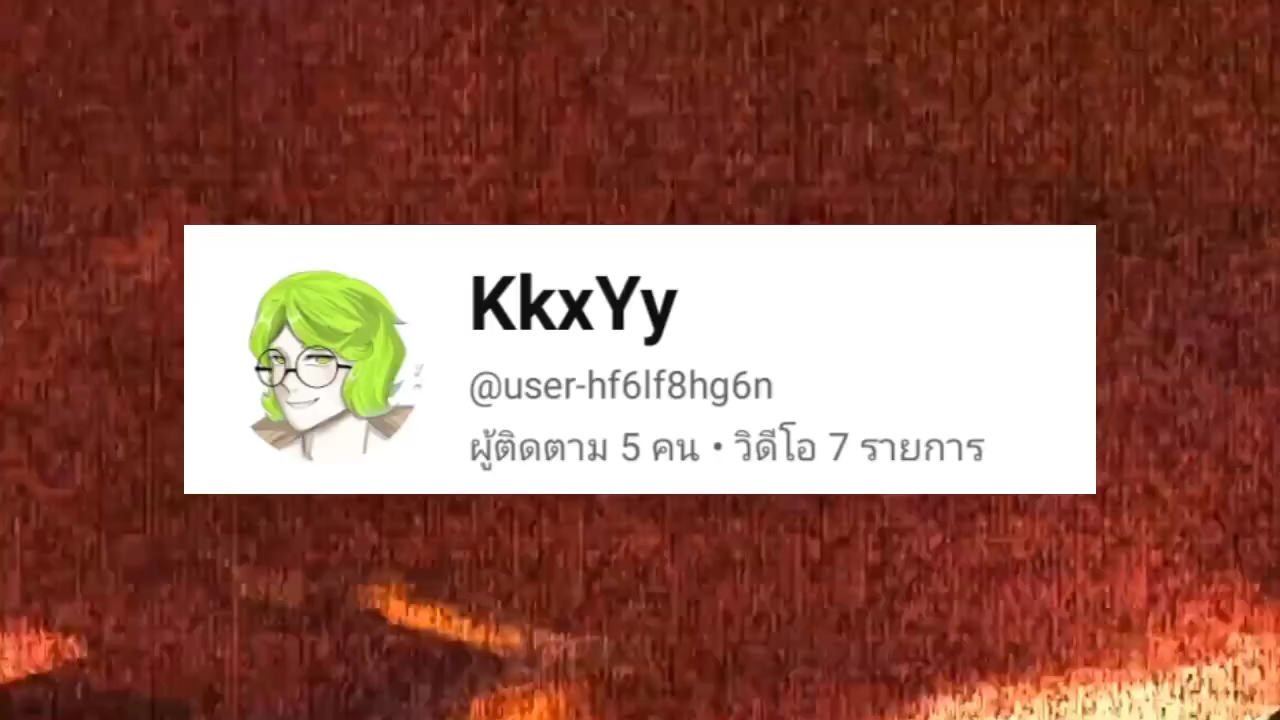 KkxYy
@user-hf6lf8hg6n
ผู้ติดตาม 5 คน • วิดีโอ 7 รายการ